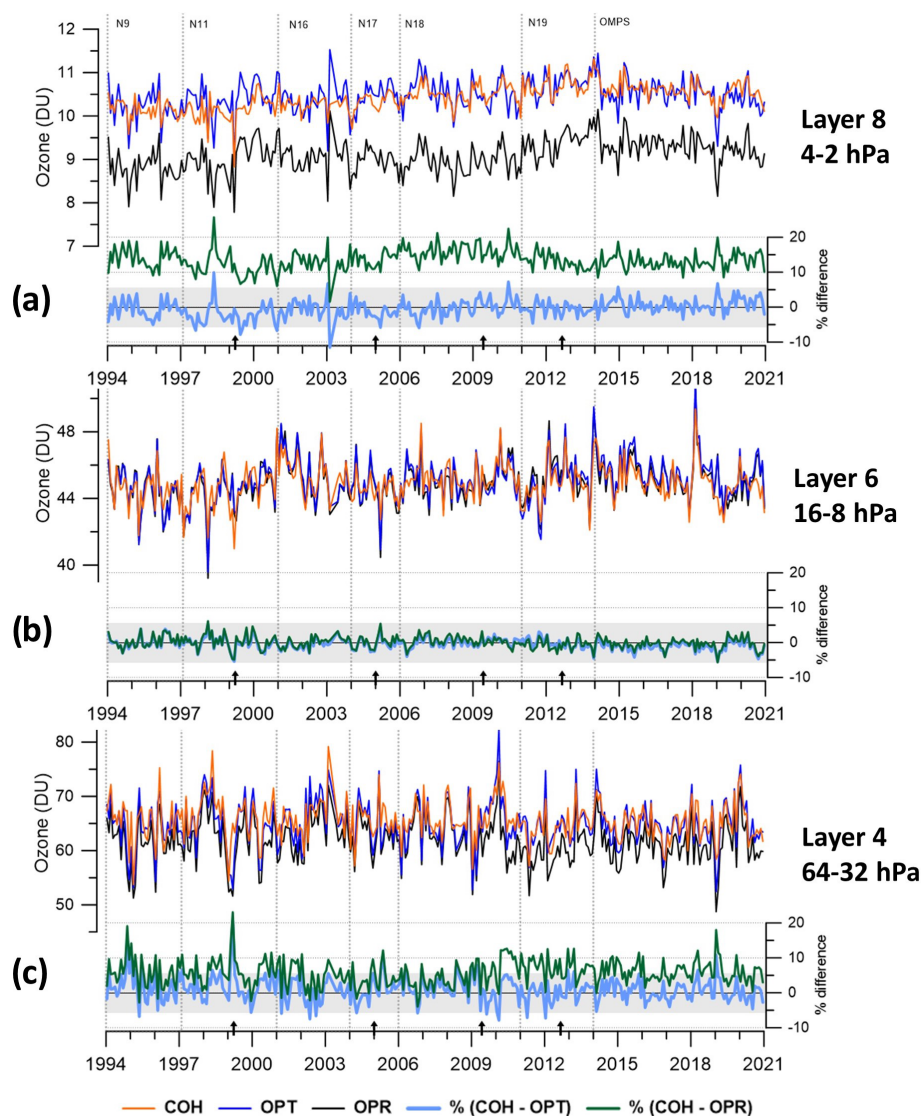 N9 N11 N16 N17 N18 N19 OMPS
12
11
10
9
8
7
Ozone (DU)
20
10
0
-10
% difference
Layer 8
4-2 hPa
(a)
1994 1997 2000 2003 2006 2009 2012 2015 2018 2021
48
44
40
Ozone (DU)
20
10
0
-10
% difference
Layer 6
16-8 hPa
(b)
1994 1997 2000 2003 2006 2009 2012 2015 2018 2021
80
70
60
50
Ozone (DU)
20
10
0
-10
% difference
Layer 4
64-32 hPa
(c)
1994 1997 2000 2003 2006 2009 2012 2015 2018 2021
COH OPT OPR % (COH - OPT) % (COH - OPR)